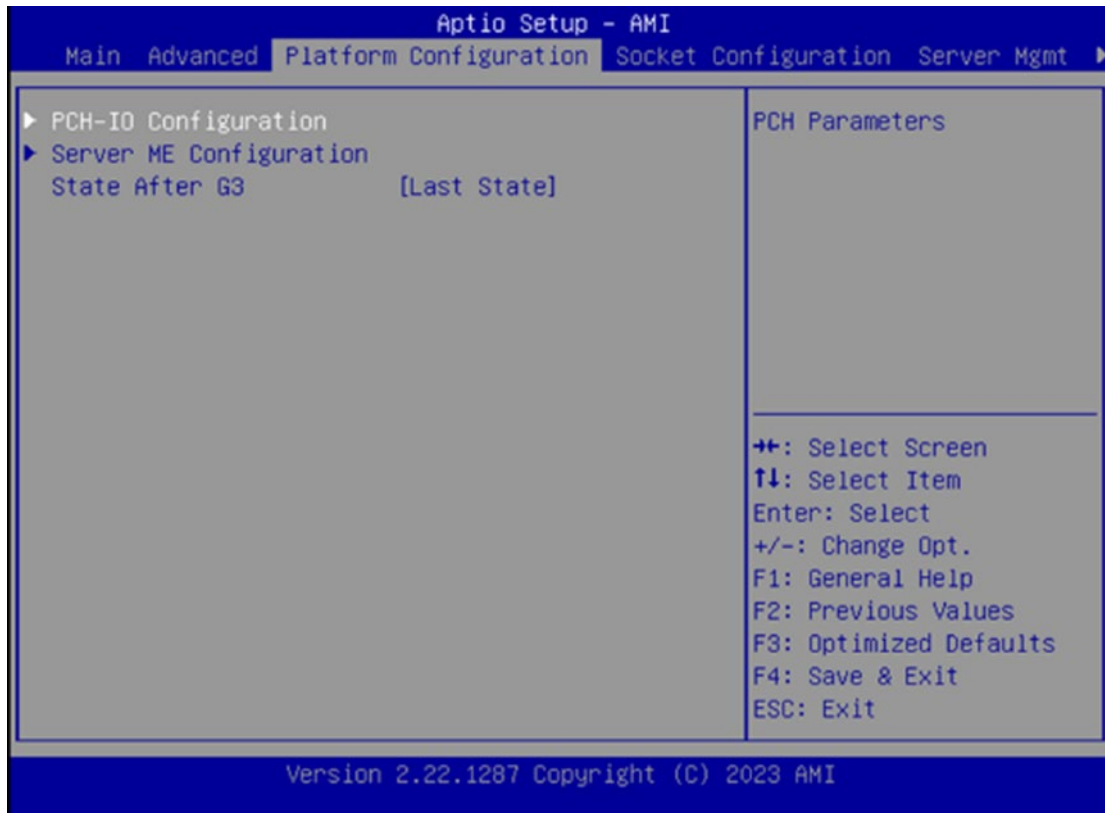 Aptio Setup – AMI
Main Advanced Platform Configuration Socket Configuration Server Mgmt
PCH-IO Configuration
Server ME Configuration
State After G3 [Last State]
PCH Parameters
→←: Select Screen
↑↓: Select Item
Enter: Select
+/-: Change Opt.
F1: General Help
F2: Previous Values
F3: Optimized Defaults
F4: Save & Exit
ESC: Exit
Version 2.22.1287 Copyright (C) 2023 AMI